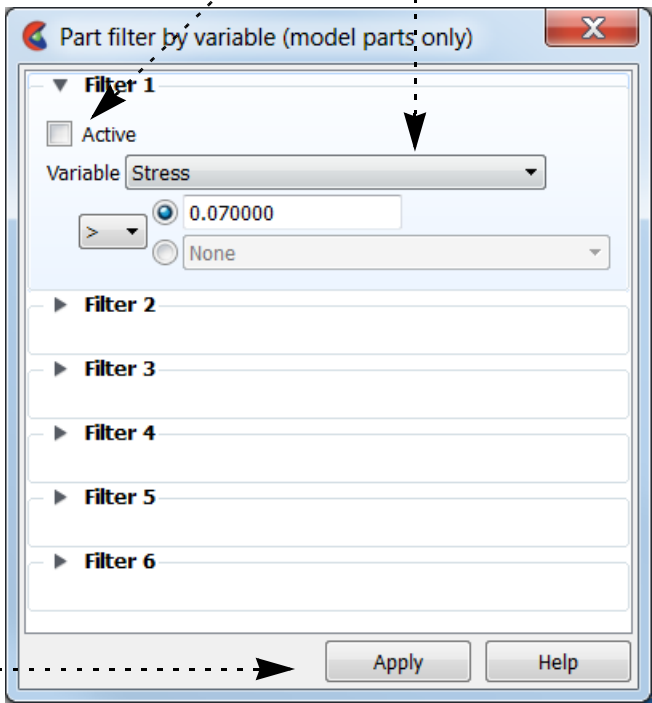 Part filter by variable (model parts only)
X
Filter 1
Active
Variable Stress
0.070000
>
None
Filter 2
Filter 3
Filter 4
Filter 5
Filter 6
Apply Help